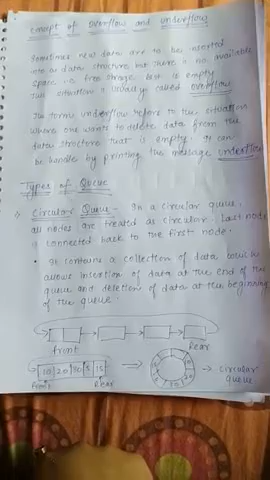 concept of overflow and underflow
Sometimes new data are to be inserted
into a data structure but there is no available
space i.e free storage list is empty
This situation is usually called overflow
The term underflow refers to the situation
where one wants to delete data from the
data structure that is empty. It can
be handle by printing the message underflow
Types of Queue
Circular Queue - In a circular queue,
all nodes are treated as circular. Last node
is connected back to the first node.
It contains a collection of data which
allows insertion of data at the end of the
queue and deletion of data at the beginning
of the queue.
front Rear
10 20 30 5 15
front Rear
circular
queue